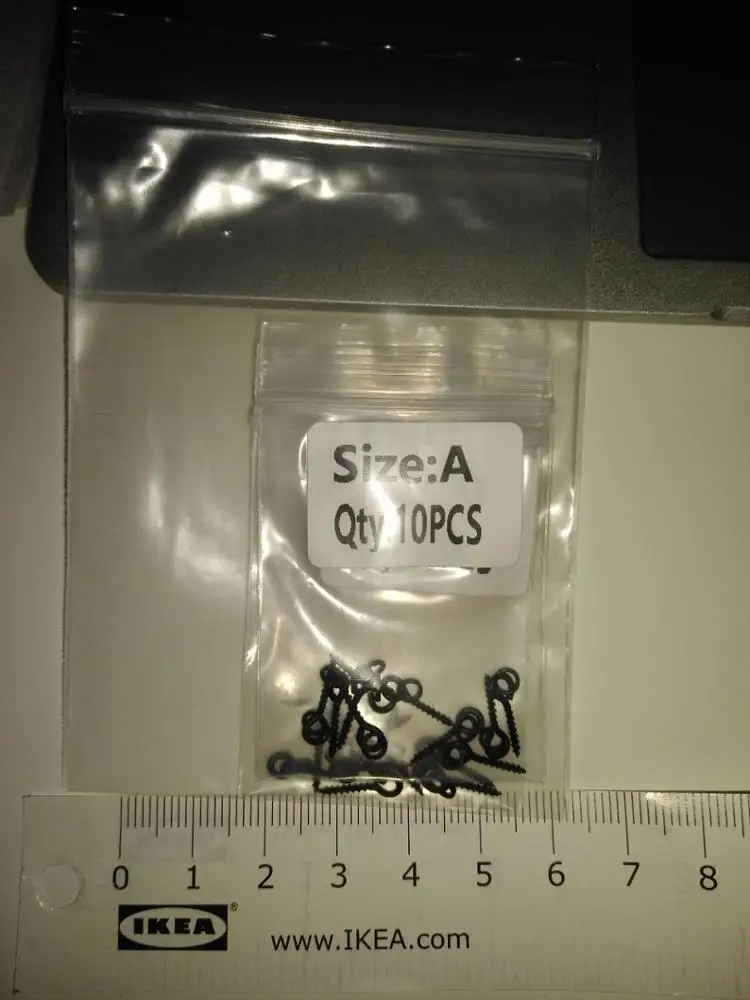 Size:A
Qty:10PCS
0 1 2 3 4 5 6 7 8
IKEA®
www.IKEA.com